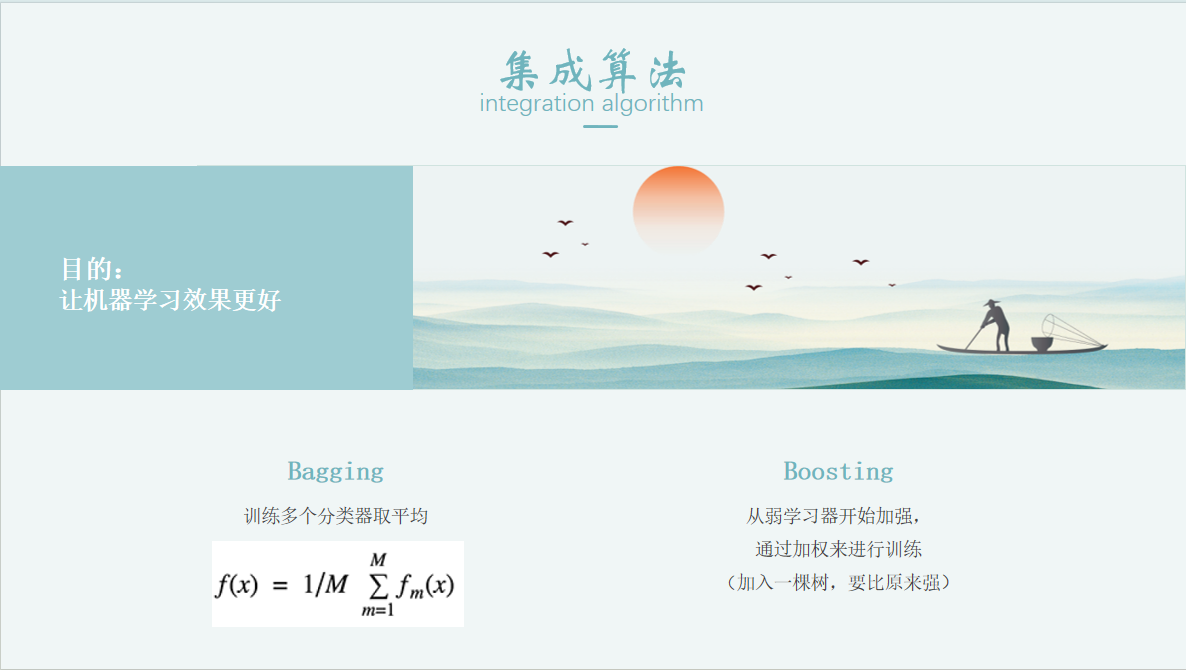 集成算法
integration algorithm
目的：
让机器学习效果更好
Bagging
训练多个分类器取平均
f(x) = 1/M \sum_{m=1}^{M} f_m(x)
Boosting
从弱学习器开始加强，
通过加权来进行训练
（加入一棵树，要比原来强）